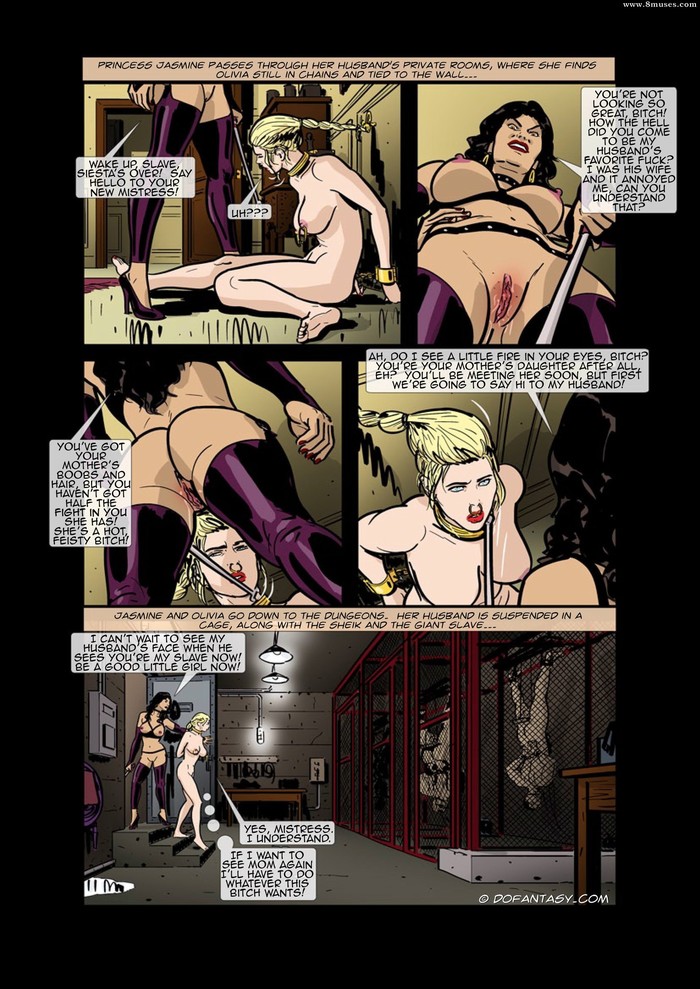 www.8muses.com
PRINCESS JASMINE PASSES THROUGH HER HUSBAND'S PRIVATE ROOMS, WHERE SHE FINDS
OLIVIA STILL IN CHAINS AND TIED TO THE WALL...
WAKE UP, SLAVE,
SIESTA'S OVER! SAY
HELLO TO YOUR
NEW MISTRESS!
UH???
YOU'RE NOT
LOOKING SO
GREAT, BITCH!
HOW THE HELL
DID YOU COME
TO BE MY
HUSBAND'S
FAVORITE FUCK?
I WAS HIS WIFE
AND IT ANNOYED
ME, CAN YOU
UNDERSTAND
THAT?
YOU'VE GOT
YOUR
MOTHER'S
BOOBS AND
HAIR, BUT YOU
HAVEN'T GOT
HALF THE
FIGHT IN YOU
SHE HAS!
SHE'S A HOT,
FEISTY BITCH!
AH, DO I SEE A LITTLE FIRE IN YOUR EYES, BITCH?
YOU'RE YOUR MOTHER'S DAUGHTER AFTER ALL,
EH? YOU'LL BE MEETING HER SOON, BUT FIRST
WE'RE GOING TO SAY HI TO MY HUSBAND!
JASMINE AND OLIVIA GO DOWN TO THE DUNGEONS. HER HUSBAND IS SUSPENDED IN A
CAGE, ALONG WITH THE SHEIK AND THE GIANT SLAVE...
I CAN'T WAIT TO SEE MY
HUSBAND'S FACE WHEN HE
SEES YOU'RE MY SLAVE NOW!
BE A GOOD LITTLE GIRL NOW!
YES, MISTRESS.
I UNDERSTAND.
IF I WANT TO
SEE MOM AGAIN
I'LL HAVE TO DO
WHATEVER THIS
BITCH WANTS!
© DOFANTASY.COM